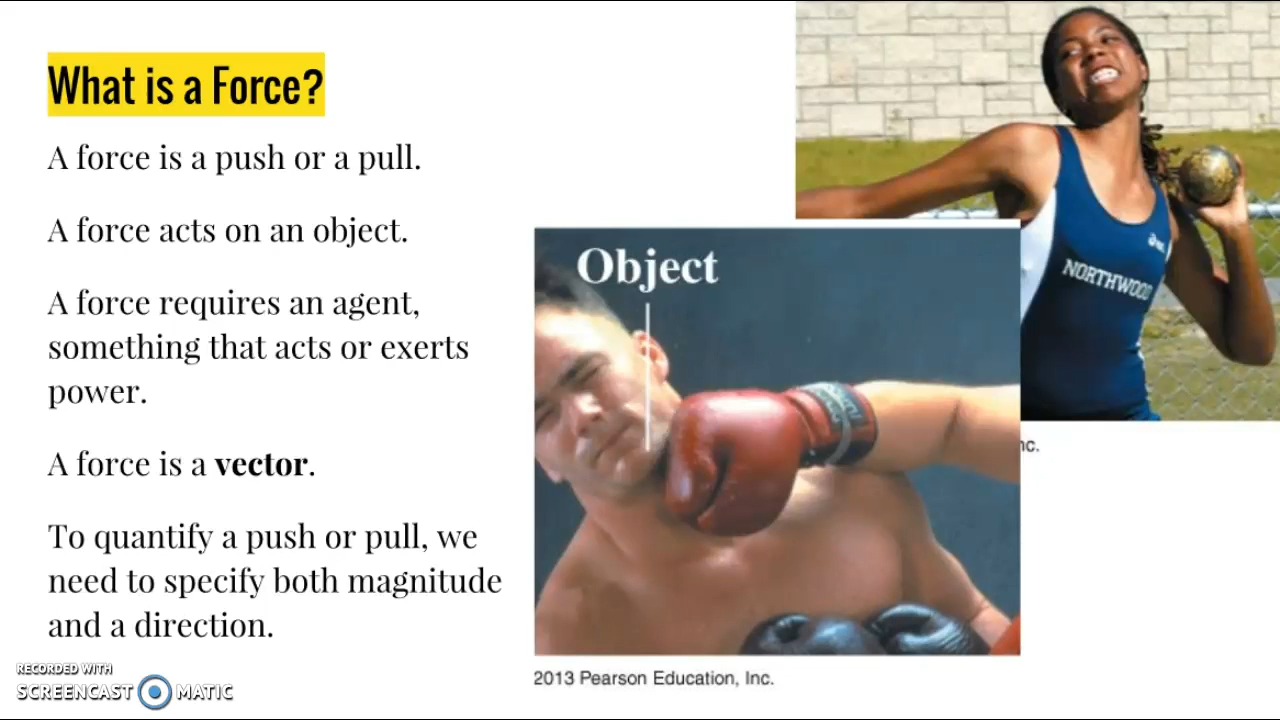 What is a Force?
A force is a push or a pull.
A force acts on an object.
A force requires an agent,
something that acts or exerts
power.
A force is a vector.
To quantify a push or pull, we
need to specify both magnitude
and a direction.
Object
NORTHWOOD
nc.
2013 Pearson Education, Inc.
RECORDED WITH
SCREENCAST MATIC